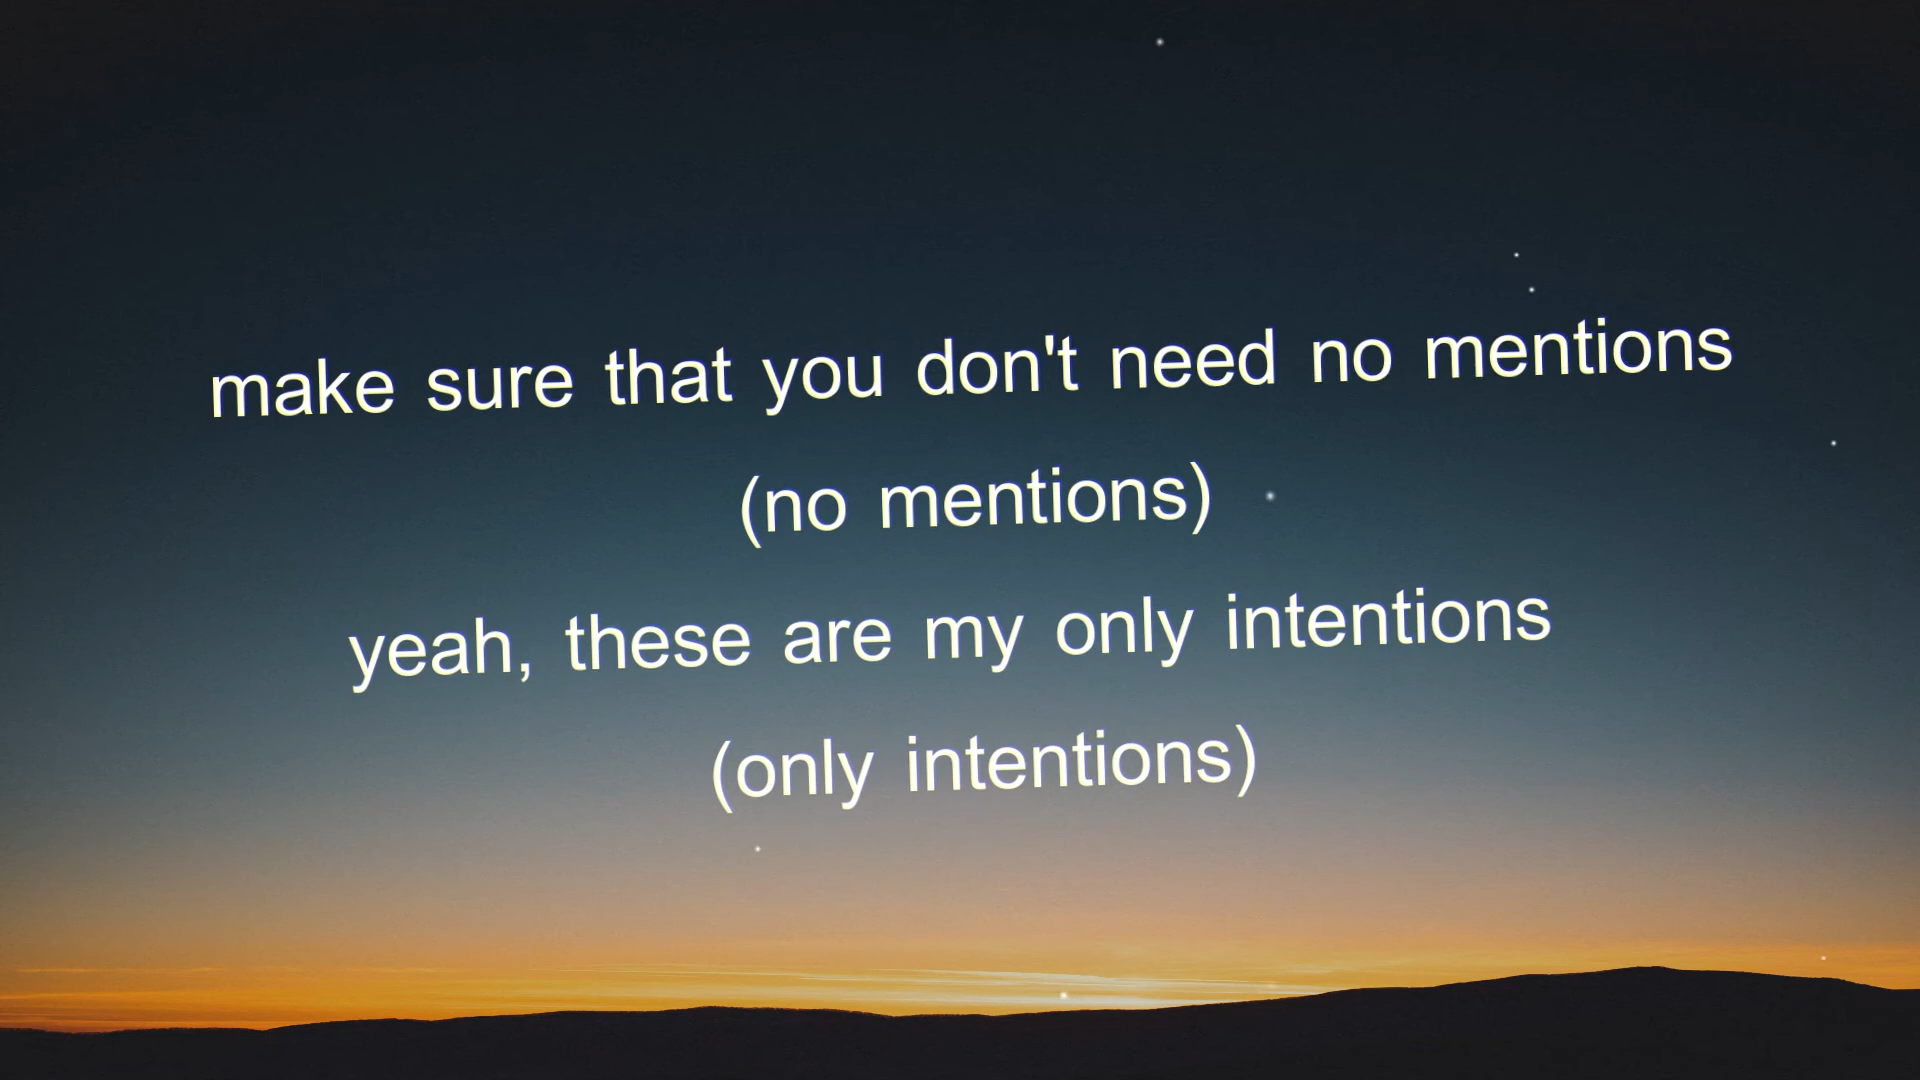 make sure that you don't need no mentions
(no mentions)
yeah, these are my only intentions
(only intentions)